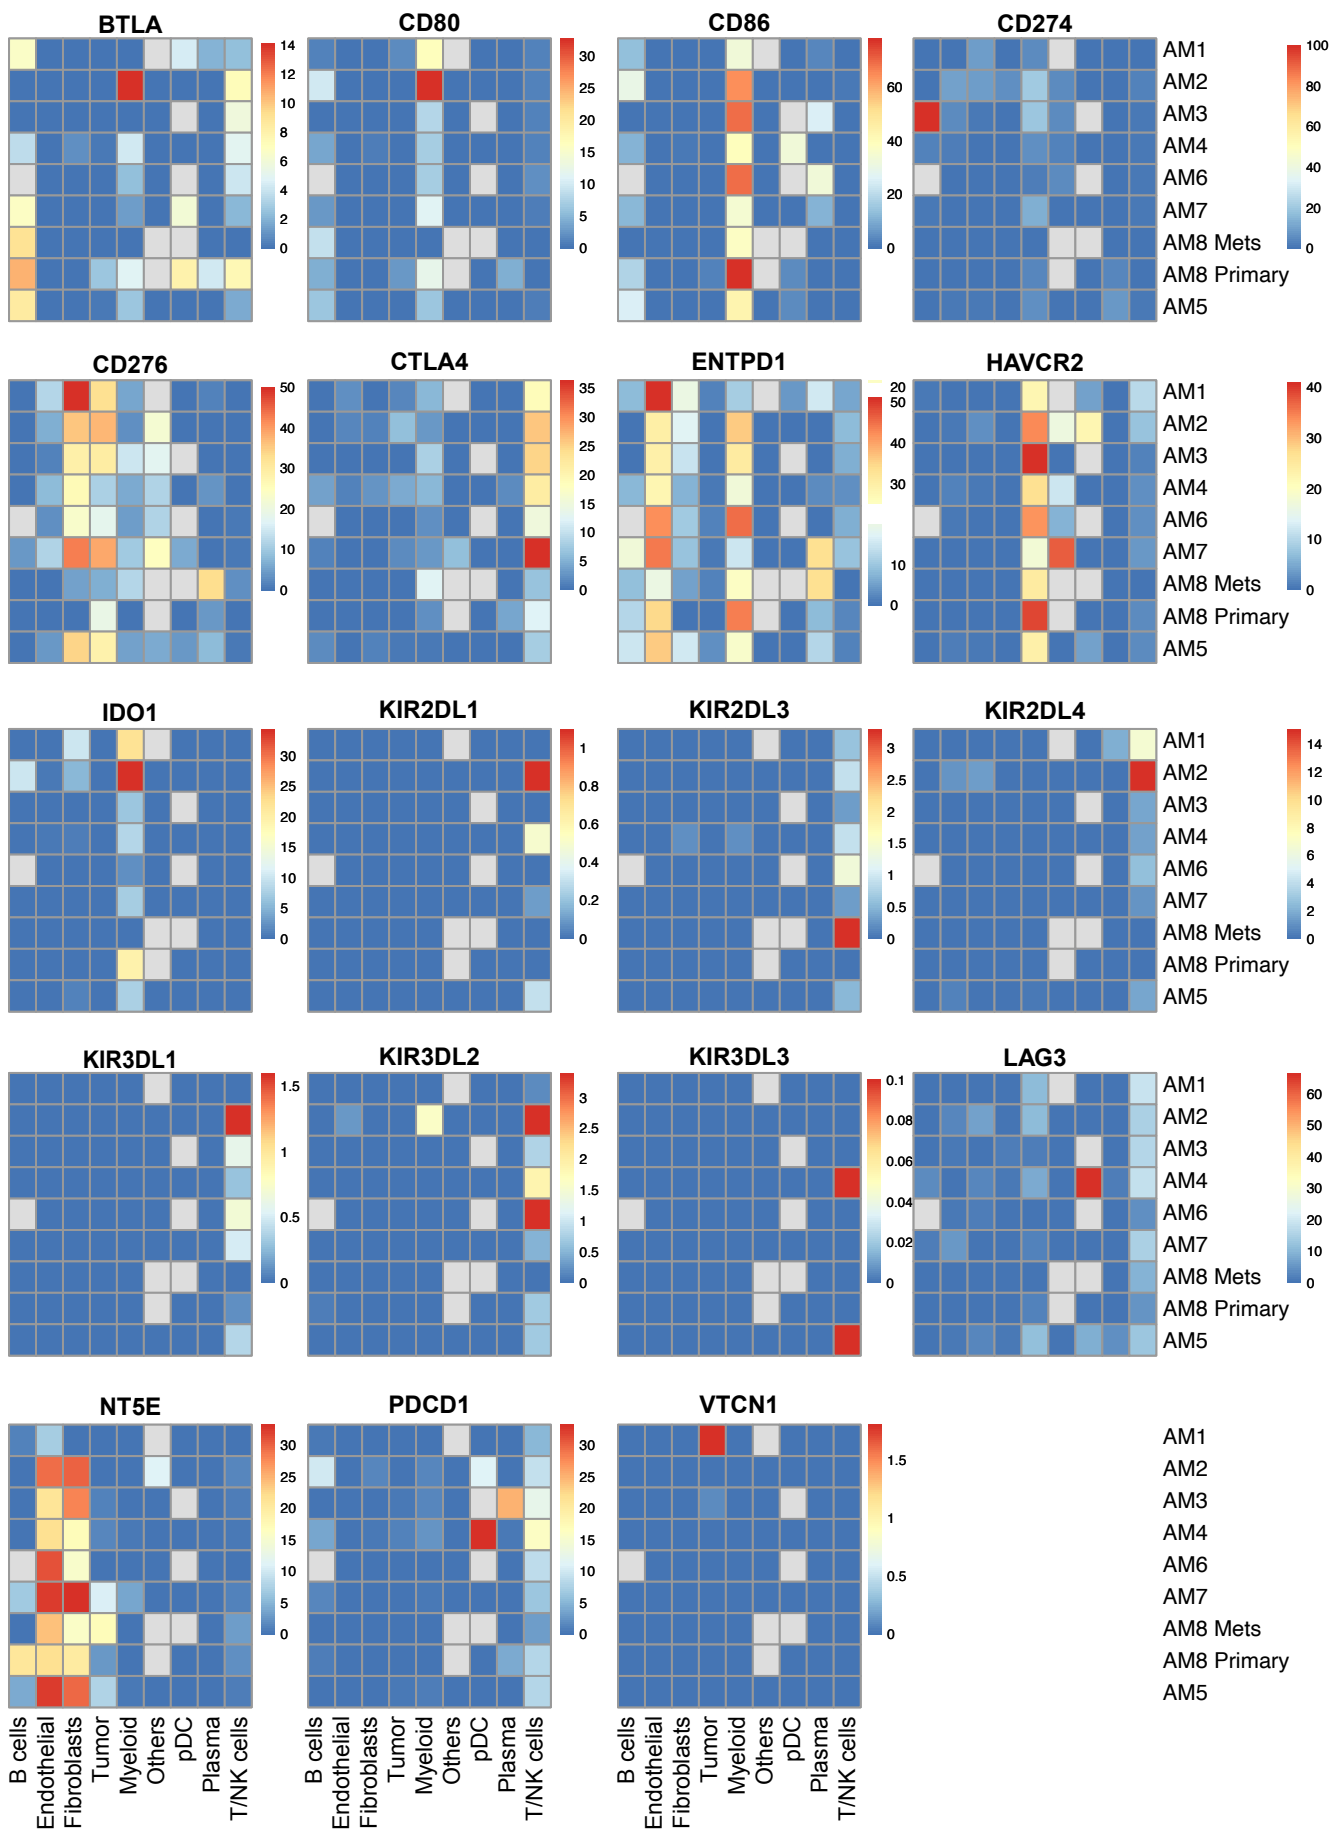 BTLA
CD80
CD86
CD274
14
12
10
8
6
4
2
0
30
25
20
15
10
5
0
60
40
20
0
AM1
AM2
AM3
AM4
AM6
AM7
AM8 Mets
AM8 Primary
AM5
100
80
60
40
20
0
CD276
CTLA4
ENTPD1
HAVCR2
50
40
30
20
10
0
35
30
25
20
15
10
5
0
20
50
40
30
10
0
AM1
AM2
AM3
AM4
AM6
AM7
AM8 Mets
AM8 Primary
AM5
40
30
20
10
0
IDO1
KIR2DL1
KIR2DL3
KIR2DL4
30
25
20
15
10
5
0
1
0.8
0.6
0.4
0.2
0
3
2.5
2
1.5
1
0.5
0
AM1
AM2
AM3
AM4
AM6
AM7
AM8 Mets
AM8 Primary
AM5
14
12
10
8
6
4
2
0
KIR3DL1
KIR3DL2
KIR3DL3
LAG3
1.5
1
0.5
0
3
2.5
2
1.5
1
0.5
0
0.1
0.08
0.06
0.04
0.02
0
AM1
AM2
AM3
AM4
AM6
AM7
AM8 Mets
AM8 Primary
AM5
60
50
40
30
20
10
0
NT5E
PDCD1
VTCN1
30
25
20
15
10
5
0
30
25
20
15
10
5
0
1.5
1
0.5
0
AM1
AM2
AM3
AM4
AM6
AM7
AM8 Mets
AM8 Primary
AM5
B cells
Endothelial
Fibroblasts
Tumor
Myeloid
Others
pDC
Plasma
T/NK cells
B cells
Endothelial
Fibroblasts
Tumor
Myeloid
Others
pDC
Plasma
T/NK cells
B cells
Endothelial
Fibroblasts
Tumor
Myeloid
Others
pDC
Plasma
T/NK cells